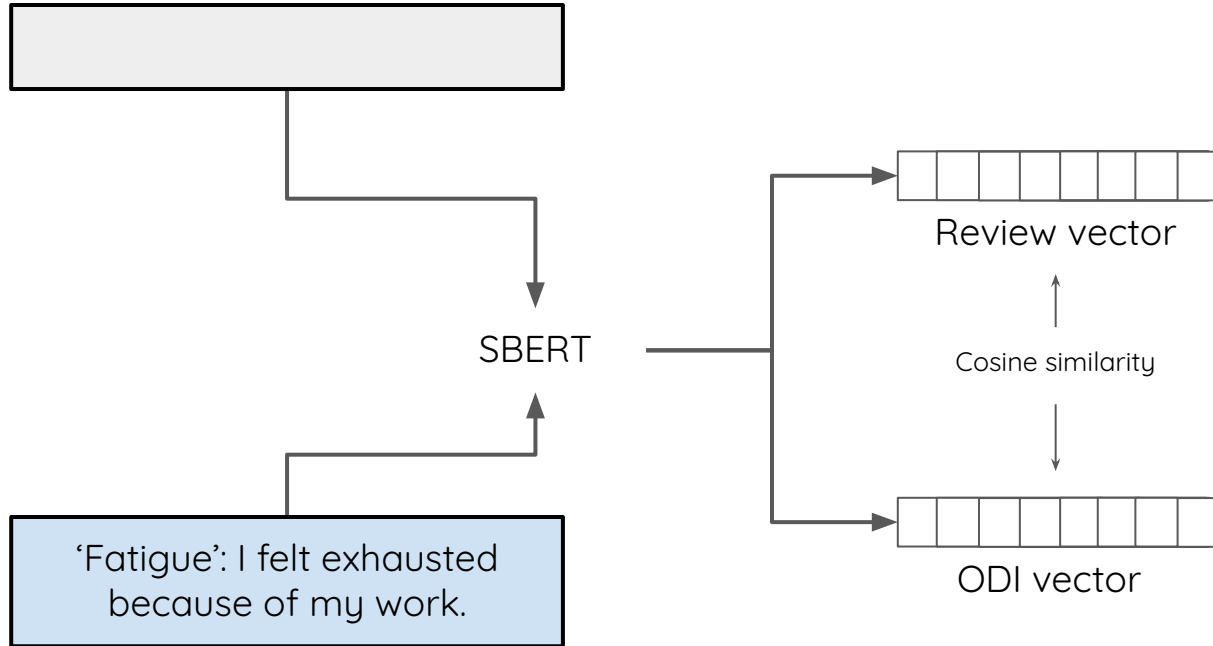 Review vector
SBERT
Cosine similarity
‘Fatigue’: I felt exhausted
because of my work.
ODI vector